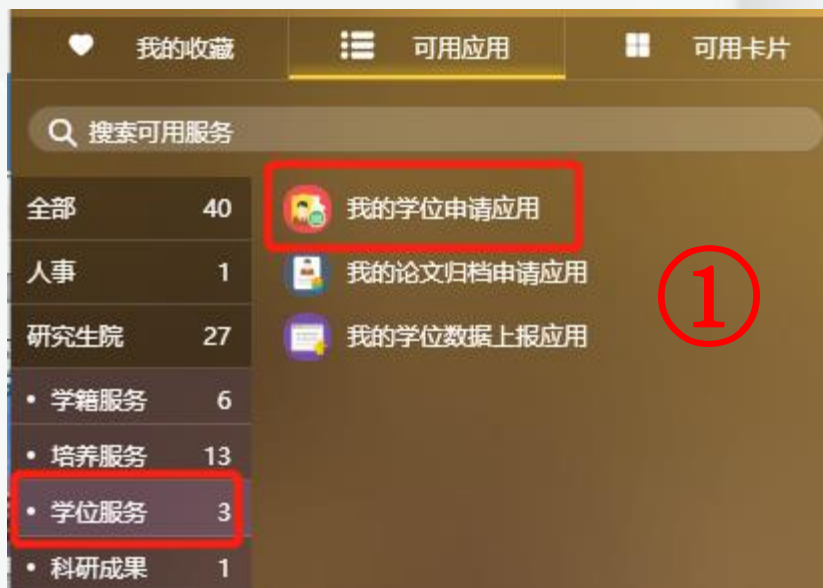 我的收藏 可用应用 可用卡片
搜索可用服务
全部 40
人事 1
研究生院 27
• 学籍服务 6
• 培养服务 13
• 学位服务 3
• 科研成果 1
我的学位申请应用
我的论文归档申请应用
我的学位数据上报应用
①